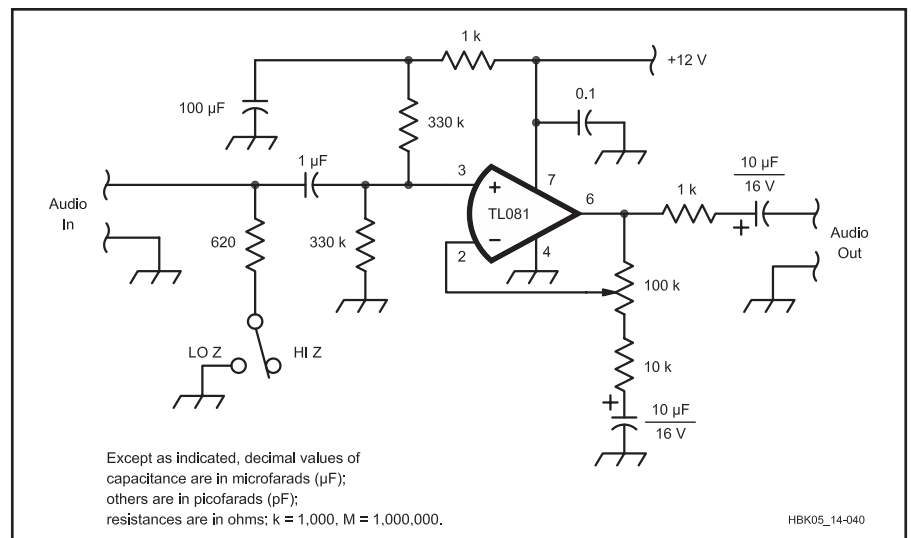 1 k
+12 V
100 µF
330 k
0.1
1 µF
3
+
7
10 µF
16 V
Audio
In
620
330 k
TL081
6
1 k
+
Audio
Out
−
2
4
100 k
LO Z
HI Z
10 k
+
10 µF
16 V
Except as indicated, decimal values of
capacitance are in microfarads (µF);
others are in picofarads (pF);
resistances are in ohms; k = 1,000, M = 1,000,000.
HBK05_14-040